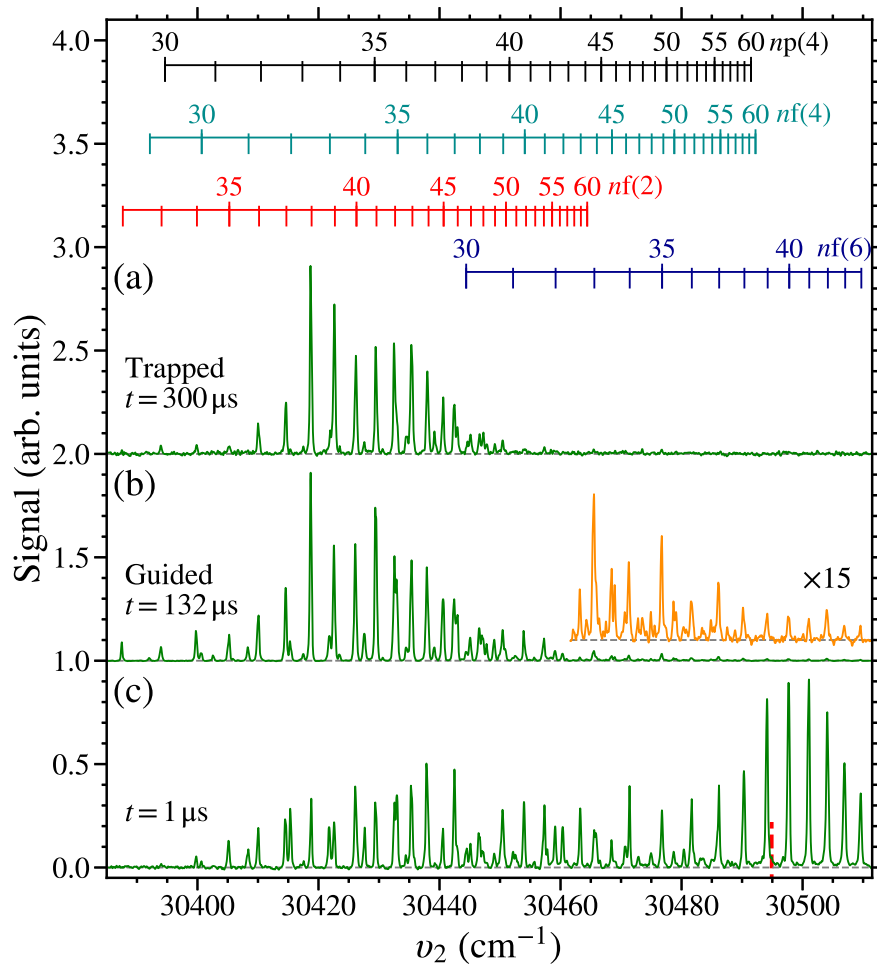 4.0
30 35 40 45 50 55 60 np(4)
30 35 40 45 50 55 60 nf(4)
3.5
35 40 45 50 55 60 nf(2)
3.0
30 35 40 nf(6)
(a)
Trapped
t = 300 μs
2.5
2.0
(b)
Guided
t = 132 μs
×15
1.5
1.0
(c)
t = 1 μs
0.5
0.0
Signal (arb. units)
30400 30420 30440 30460 30480 30500
υ₂ (cm⁻¹)